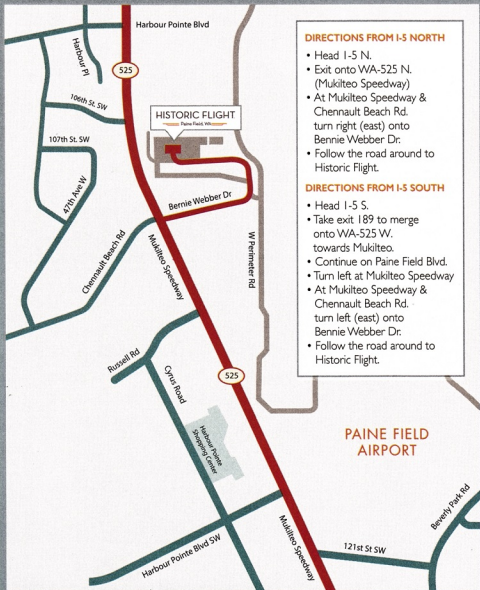 Harbour Pointe Blvd
Harbour Pl
525
106th St. SW
HISTORIC FLIGHT
Paine Field, WA
107th St. SW
47th Ave W
Bernie Webber Dr
Chennault Beach Rd
Mukilteo Speedway
W Perimeter Rd
Russell Rd
Cyrus Road
525
Harbour Pointe
Shopping Center
PAINE FIELD
AIRPORT
Beverly Park Rd
Harbour Pointe Blvd SW
Mukilteo Speedway
121st St SW
DIRECTIONS FROM I-5 NORTH
• Head 1-5 N.
• Exit onto WA-525 N.
(Mukilteo Speedway)
• At Mukilteo Speedway &
Chennault Beach Rd.
turn right (east) onto
Bernie Webber Dr.
• Follow the road around to
Historic Flight.
DIRECTIONS FROM I-5 SOUTH
• Head 1-5 S.
• Take exit 189 to merge
onto WA-525 W.
towards Mukilteo.
• Continue on Paine Field Blvd.
• Turn left at Mukilteo Speedway
• At Mukilteo Speedway &
Chennault Beach Rd.
turn left (east) onto
Bernie Webber Dr.
• Follow the road around to
Historic Flight.